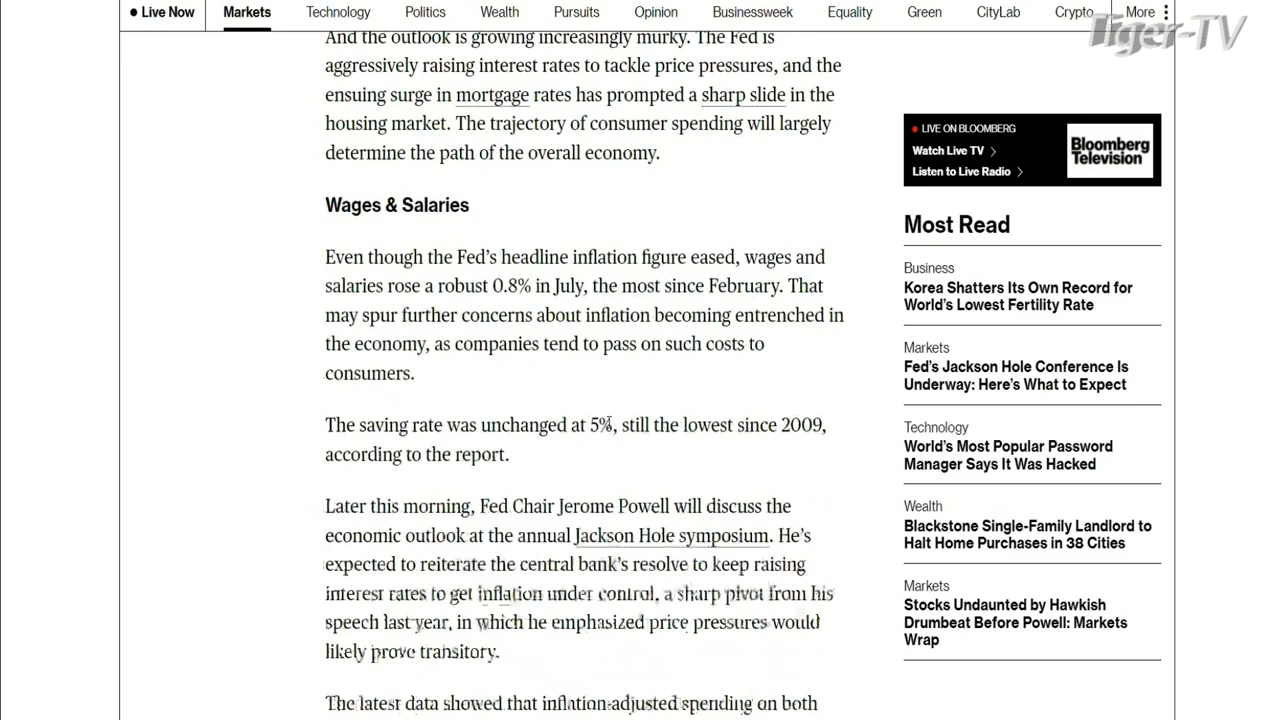 Live Now
Markets
Technology
Politics
Wealth
Pursuits
Opinion
Businessweek
Equality
Green
CityLab
Crypto
More
Tiger-TV
And the outlook is growing increasingly murky. The Fed is
aggressively raising interest rates to tackle price pressures, and the
ensuing surge in mortgage rates has prompted a sharp slide in the
housing market. The trajectory of consumer spending will largely
determine the path of the overall economy.
Wages & Salaries
Even though the Fed's headline inflation figure eased, wages and
salaries rose a robust 0.8% in July, the most since February. That
may spur further concerns about inflation becoming entrenched in
the economy, as companies tend to pass on such costs to
consumers.
The saving rate was unchanged at 5%, still the lowest since 2009,
according to the report.
Later this morning, Fed Chair Jerome Powell will discuss the
economic outlook at the annual Jackson Hole symposium. He's
expected to reiterate the central bank's resolve to keep raising
interest rates to get inflation under control, a sharp pivot from his
speech last year, in which he emphasized price pressures would
likely prove transitory.
The latest data showed that inflation-adjusted spending on both
LIVE ON BLOOMBERG
Watch Live TV
Listen to Live Radio
Bloomberg
Television
Most Read
Business
Korea Shatters Its Own Record for
World's Lowest Fertility Rate
Markets
Fed's Jackson Hole Conference Is
Underway: Here's What to Expect
Technology
World's Most Popular Password
Manager Says It Was Hacked
Wealth
Blackstone Single-Family Landlord to
Halt Home Purchases in 38 Cities
Markets
Stocks Undaunted by Hawkish
Drumbeat Before Powell: Markets
Wrap